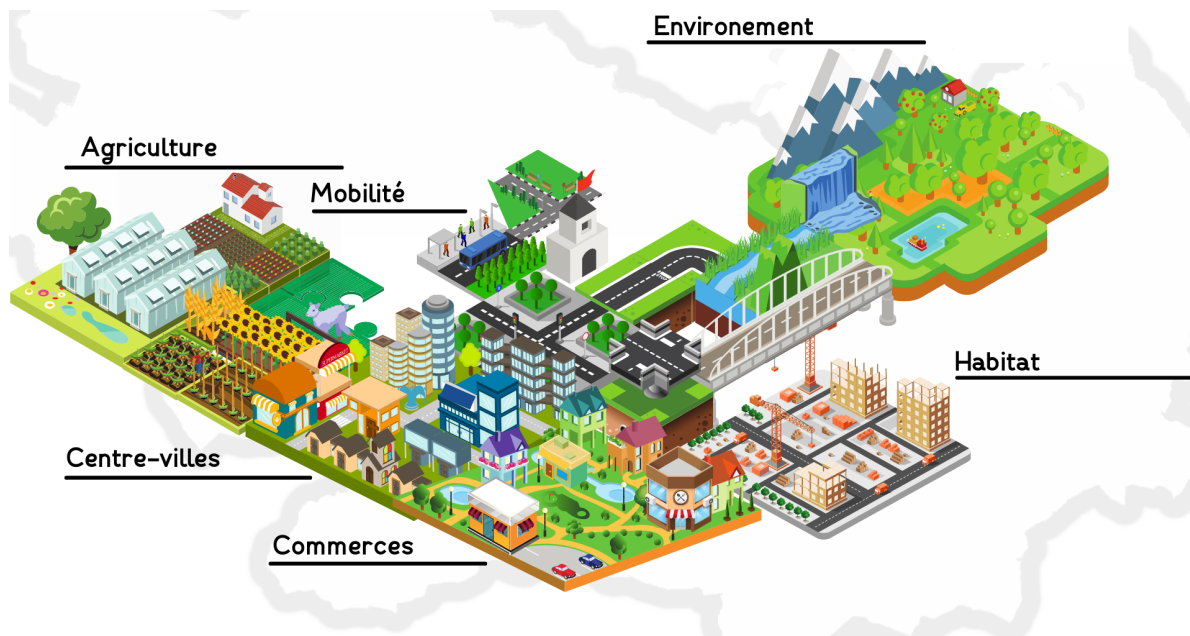 Environement
Agriculture
Mobilité
Habitat
Centre-villes
Commerces